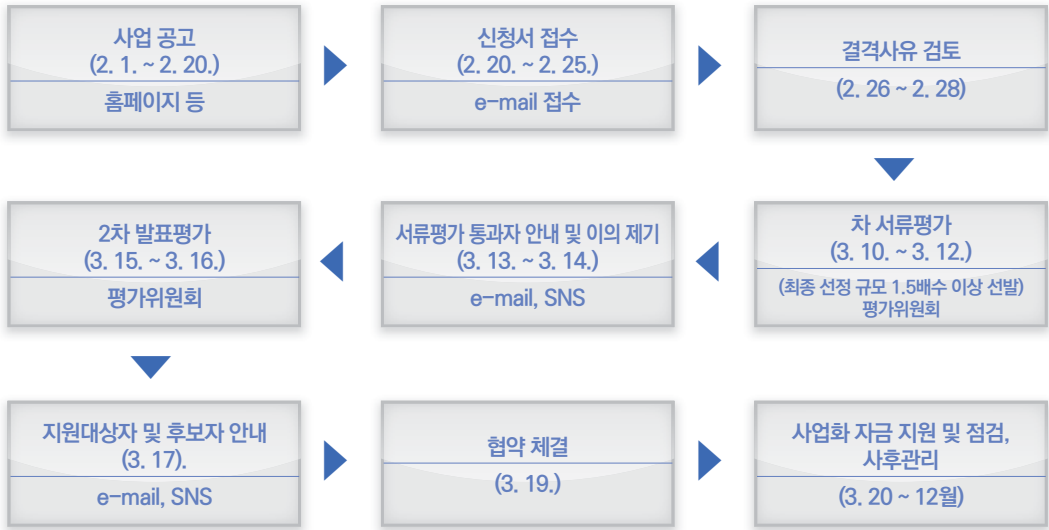 사업 공고
(2. 1. ~ 2. 20.)
홈페이지 등
신청서 접수
(2. 20. ~ 2. 25.)
e-mail 접수
결격사유 검토
(2. 26 ~ 2. 28)
차 서류평가
(3. 10. ~ 3. 12.)
(최종 선정 규모 1.5배수 이상 선발)
평가위원회
서류평가 통과자 안내 및 이의 제기
(3. 13. ~ 3. 14.)
e-mail, SNS
2차 발표평가
(3. 15. ~ 3. 16.)
평가위원회
지원대상자 및 후보자 안내
(3. 17).
e-mail, SNS
협약 체결
(3. 19.)
사업화 자금 지원 및 점검,
사후관리
(3. 20 ~ 12월)